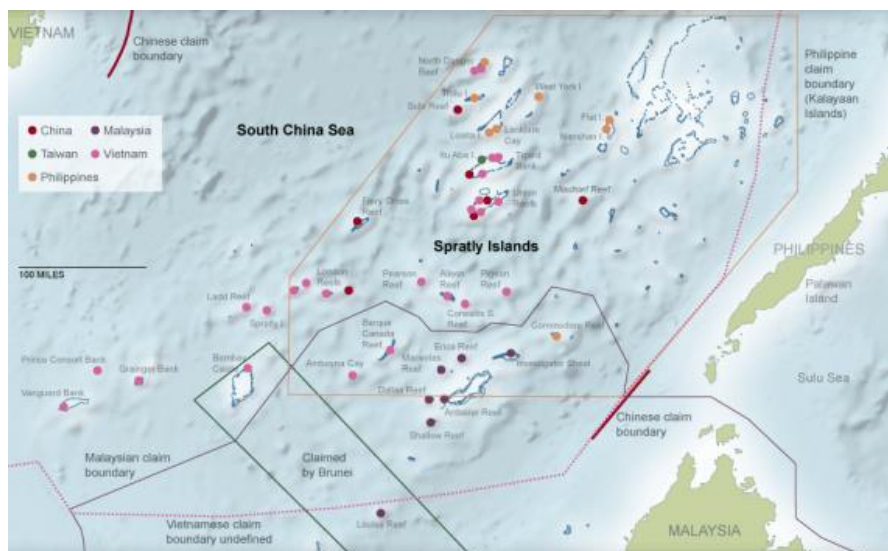 VIETNAM
Chinese claim
boundary
North Danger
Reef
Thitu I.
Subi Reef
West York I.
Loaita I.
Lankiam
Cay
Flat I.
Nanshan I.
Philippine
claim
boundary
(Kalayaan
Islands)
South China Sea
China
Malaysia
Taiwan
Vietnam
Philippines
Itu Aba I.
Tizard
Bank
Union
Reefs
Mischief Reef
Fiery Cross
Reef
Spratly Islands
PHILIPPINES
Palawan
Island
100 MILES
London
Reefs
Pearson
Reef
Alison
Reef
Pigeon
Reef
Ladd Reef
Spratly I.
Cornwallis S.
Reef
Barque
Canada
Reef
Commodore Reef
Erica Reef
Mariveles
Reef
Investigator Shoal
Prince Consort Bank
Grainger Bank
Bombay
Castle
Amboyna Cay
Vanguard Bank
Dallas Reef
Ardasier Reef
Shallow Reef
Sulu Sea
Chinese claim
boundary
Malaysian claim
boundary
Claimed
by Brunei
Vietnamese claim
boundary undefined
Louisa Reef
MALAYSIA